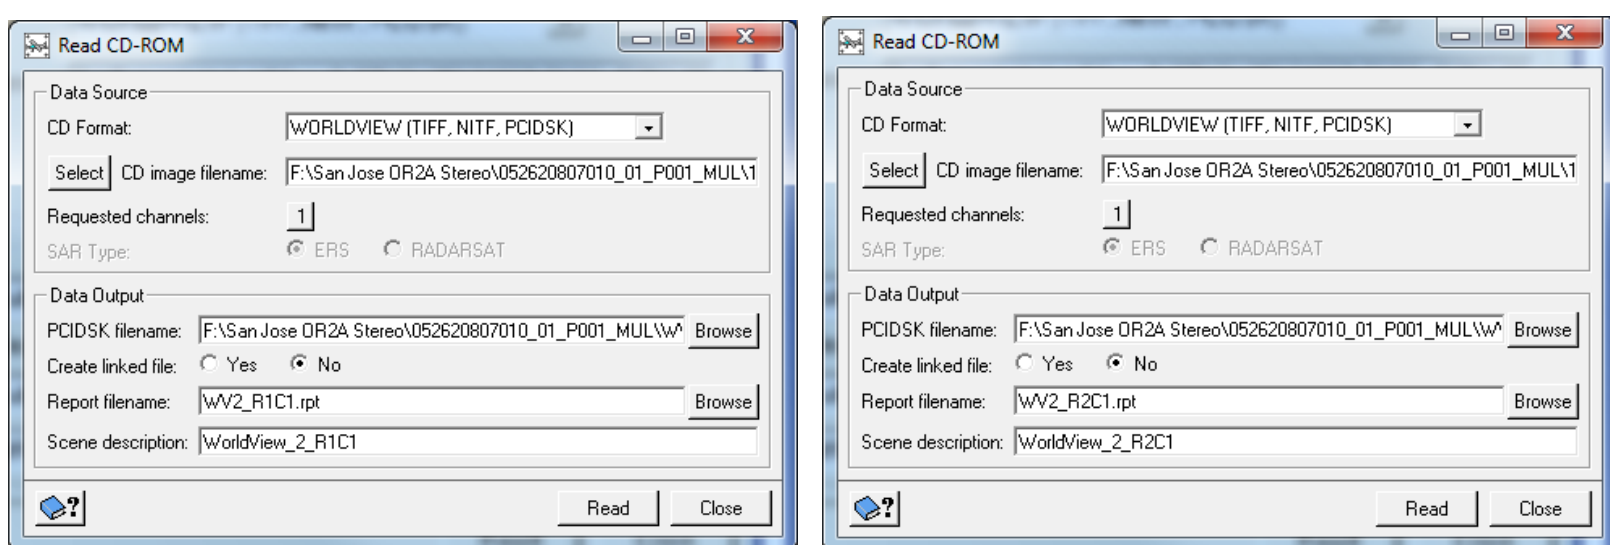 Read CD-ROM
Data Source
CD Format: WORLDVIEW (TIFF, NITF, PCIDSK)
Select CD image filename: F:\San Jose OR2A Stereo\052620807010_01_P001_MUL\1
Requested channels: 1
SAR Type: ERS RADARSAT
Data Output
PCIDSK filename: F:\San Jose OR2A Stereo\052620807010_01_P001_MUL\\W Browse
Create linked file: Yes No
Report filename: WV2_R1C1.rpt Browse
Scene description: WorldView_2_R1C1
? Read Close
Read CD-ROM
Data Source
CD Format: WORLDVIEW (TIFF, NITF, PCIDSK)
Select CD image filename: F:\San Jose OR2A Stereo\052620807010_01_P001_MUL\1
Requested channels: 1
SAR Type: ERS RADARSAT
Data Output
PCIDSK filename: F:\San Jose OR2A Stereo\052620807010_01_P001_MUL\\W Browse
Create linked file: Yes No
Report filename: WV2_R2C1.rpt Browse
Scene description: WorldView_2_R2C1
? Read Close